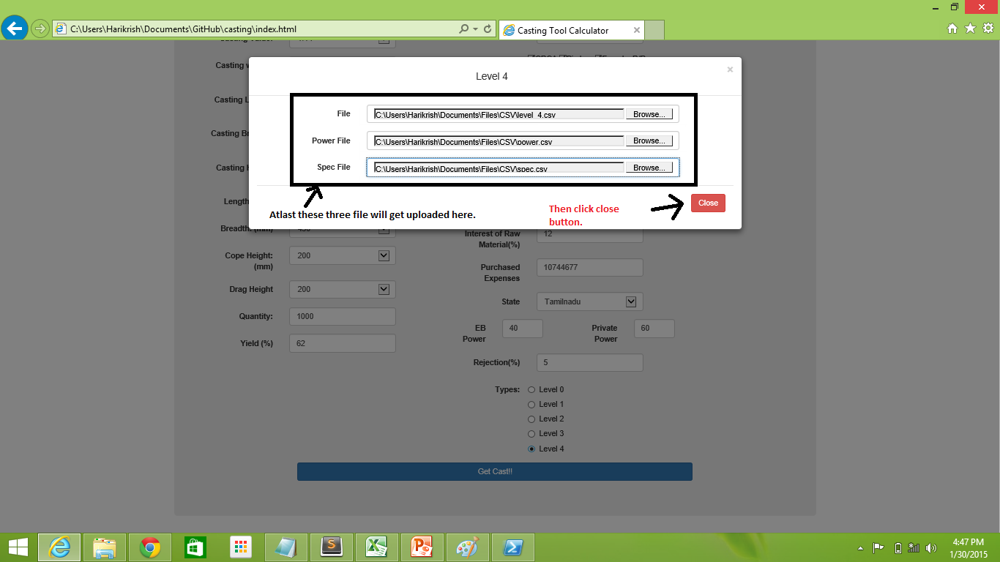 C:\Users\Harikrish\Documents\GitHub\casting\index.html
Casting Tool Calculator
Level 4
File
C:\Users\Harikrish\Documents\Files\CSV\level_4.csv
Browse...
Power File
C:\Users\Harikrish\Documents\Files\CSV\power.csv
Browse...
Spec File
C:\Users\Harikrish\Documents\Files\CSV\spec.csv
Browse...
Atlast these three file will get uploaded here.
Then click close
button.
Close
Casting w
Casting L
Casting Br
Casting H
Length
Breadth: (mm)
Cope Height:
(mm)
200
Drag Height
200
Quantity:
1000
Yield (%)
62
Interest of Raw
Material(%)
12
Purchased
Expenses
10744677
State
Tamilnadu
EB
Power
40
Private
Power
60
Rejection(%)
5
Types:
Level 0
Level 1
Level 2
Level 3
Level 4
Get Cast!!
4:47 PM
1/30/2015